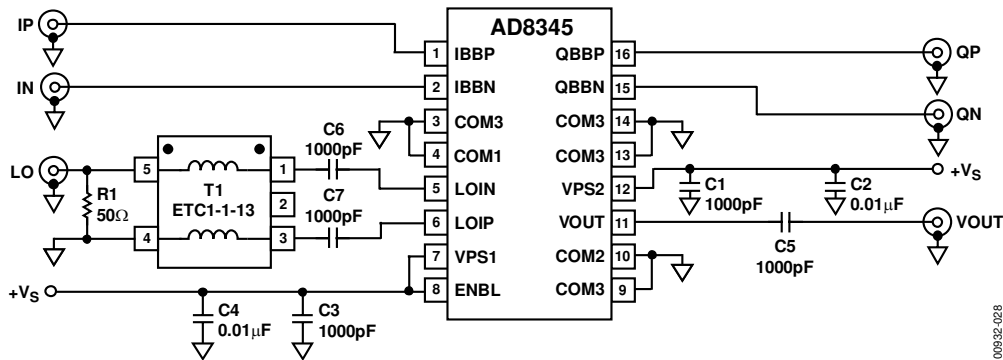 AD8345
IP
IN
LO
R1
50Ω
+VS
5
4
T1
ETC1-1-13
1
2
3
C6
1000pF
C7
1000pF
C4
0.01μF
C3
1000pF
1 IBBP
2 IBBN
3 COM3
4 COM1
5 LOIN
6 LOIP
7 VPS1
8 ENBL
QBBP 16
QBBN 15
COM3 14
COM3 13
VPS2 12
VOUT 11
COM2 10
COM3 9
QP
QN
+VS
C1
1000pF
C2
0.01μF
VOUT
C5
1000pF
00932-028